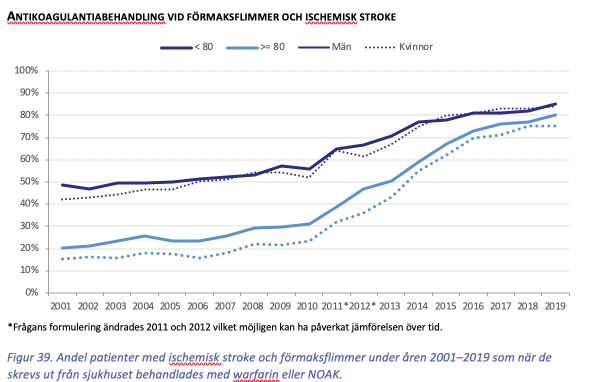 ANTIKOAGULANTIABEHANDLING VID FÖRMAKSFLIMMER OCH ISCHEMISK STROKE
< 80 >= 80 Män Kvinnor
100%
90%
80%
70%
60%
50%
40%
30%
20%
10%
0%
2001 2002 2003 2004 2005 2006 2007 2008 2009 2010 2011*2012* 2013 2014 2015 2016 2017 2018 2019
*Frågans formulering ändrades 2011 och 2012 vilket möjligen kan ha påverkat jämförelsen över tid.
Figur 39. Andel patienter med ischemisk stroke och förmaksflimmer under åren 2001–2019 som när de
skrevs ut från sjukhuset behandlades med warfarin eller NOAK.